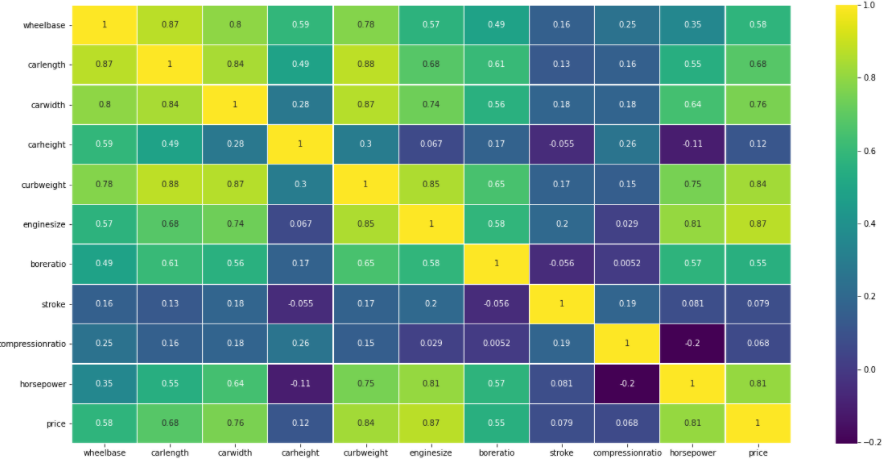 wheelbase 1 0.87 0.8 0.59 0.78 0.57 0.49 0.16 0.25 0.35 0.58
carlength 0.87 1 0.84 0.49 0.88 0.68 0.61 0.13 0.16 0.55 0.68
carwidth 0.8 0.84 1 0.28 0.87 0.74 0.56 0.18 0.18 0.64 0.76
carheight 0.59 0.49 0.28 1 0.3 0.067 0.17 -0.055 0.26 -0.11 0.12
curbweight 0.78 0.88 0.87 0.3 1 0.85 0.65 0.17 0.15 0.75 0.84
enginesize 0.57 0.68 0.74 0.067 0.85 1 0.58 0.2 0.029 0.81 0.87
boreratio 0.49 0.61 0.56 0.17 0.65 0.58 1 -0.056 0.0052 0.57 0.55
stroke 0.16 0.13 0.18 -0.055 0.17 0.2 -0.056 1 0.19 0.081 0.079
ompressionratio 0.25 0.16 0.18 0.26 0.15 0.029 0.0052 0.19 1 -0.2 0.068
horsepower 0.35 0.55 0.64 -0.11 0.75 0.81 0.57 0.081 -0.2 1 0.81
price 0.58 0.68 0.76 0.12 0.84 0.87 0.55 0.079 0.068 0.81 1
wheelbase carlength carwidth carheight curbweight enginesize boreratio stroke compressionratio horsepower price
1.0
0.8
0.6
0.4
0.2
0.0
−0.2